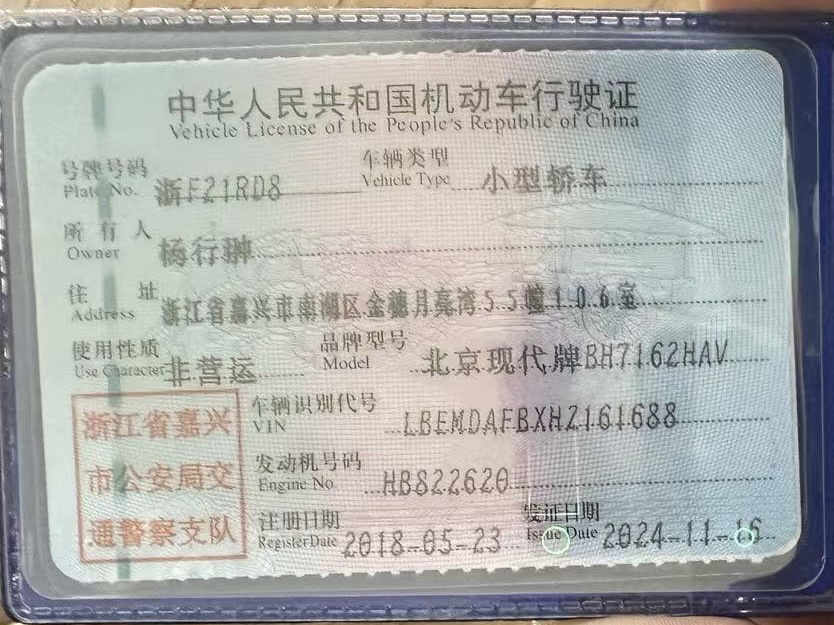 中华人民共和国机动车行驶证
Vehicle License of the People's Republic of China
号牌号码 浙F21RD8 车辆类型 小型轿车
Plate No. Vehicle Type
所有人 杨行翀
Owner
住址 浙江省嘉兴市南湖区金穗月亮湾55幢106室
Address
使用性质 非营运 品牌型号 北京现代牌BH7162HAV
Use Character Model
浙江省嘉兴
市公安局交
通警察支队
车辆识别代号 LBEMDAFBXHZ161688
VIN
发动机号码 HB822620
Engine No.
注册日期 2018-05-23 发证日期 2024-11-16
Register Date Issue Date